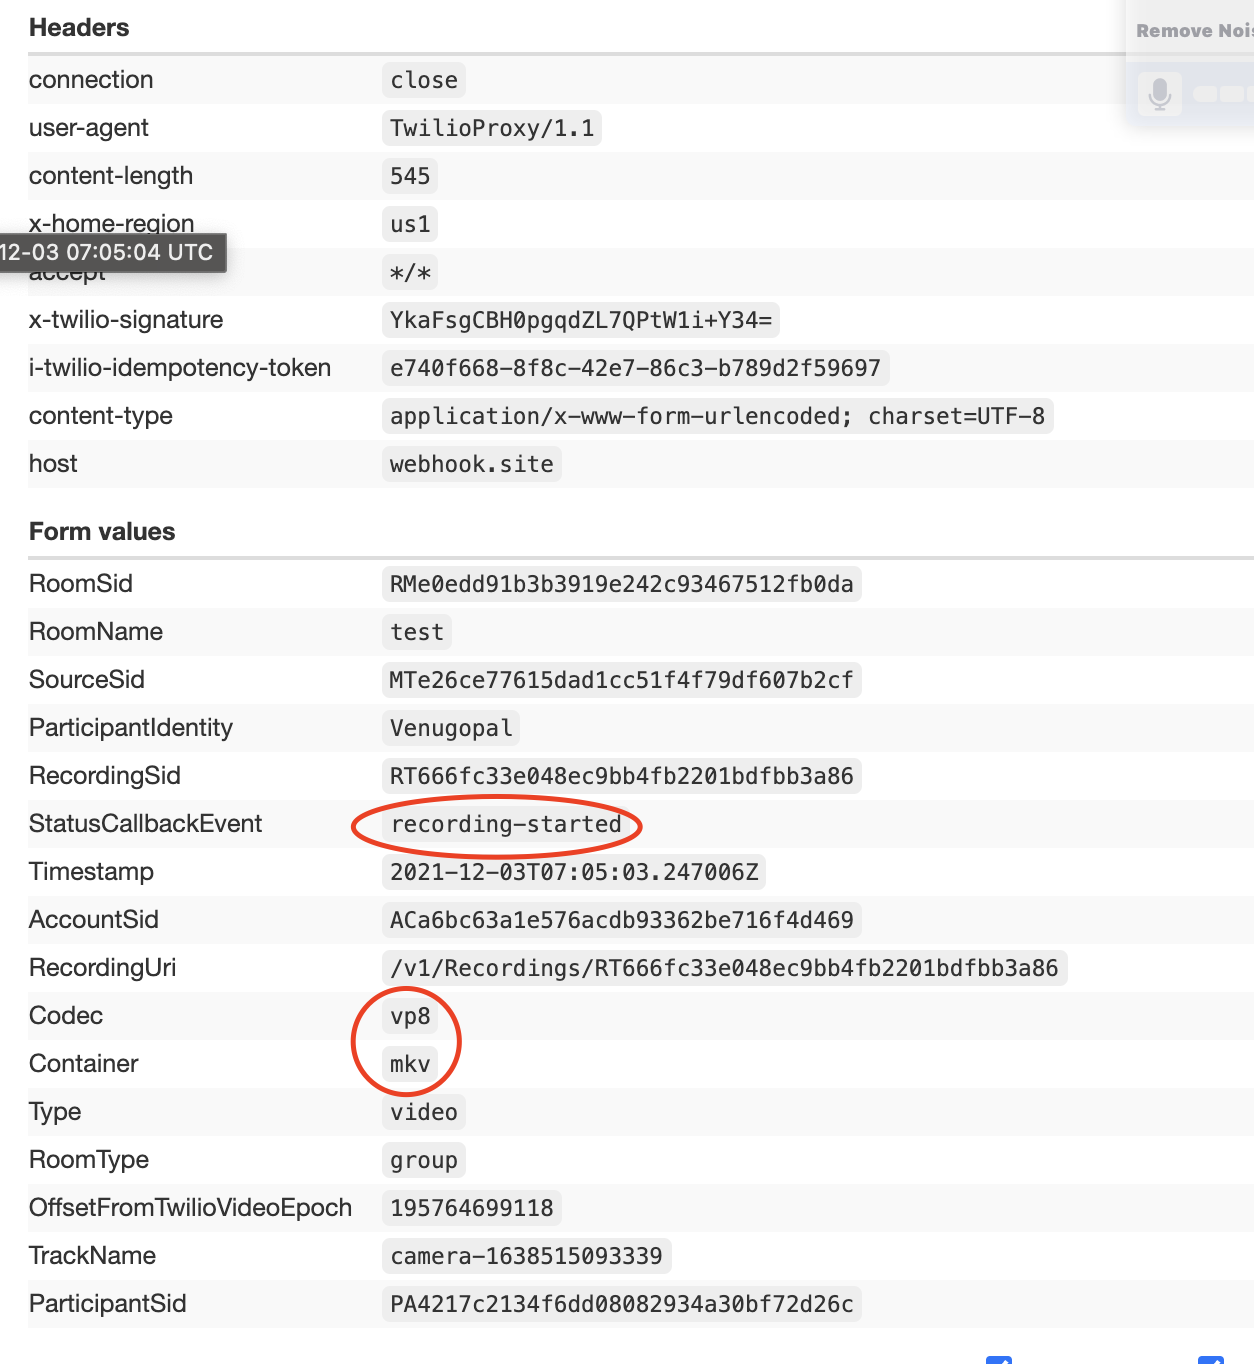 Headers
Remove Nois
connection close
user-agent TwilioProxy/1.1
content-length 545
x-home-region us1
12-03 07:05:04 UTC
accept */*
x-twilio-signature YkaFsgCBH0pgqdZL7QPtW1i+Y34=
i-twilio-idempotency-token e740f668-8f8c-42e7-86c3-b789d2f59697
content-type application/x-www-form-urlencoded; charset=UTF-8
host webhook.site
Form values
RoomSid RMe0edd91b3b3919e242c93467512fb0da
RoomName test
SourceSid MTe26ce77615dad1cc51f4f79df607b2cf
ParticipantIdentity Venugopal
RecordingSid RT666fc33e048ec9bb4fb2201bdfbb3a86
StatusCallbackEvent recording-started
Timestamp 2021-12-03T07:05:03.247006Z
AccountSid ACa6bc63a1e576acdb93362be716f4d469
RecordingUri /v1/Recordings/RT666fc33e048ec9bb4fb2201bdfbb3a86
Codec vp8
Container mkv
Type video
RoomType group
OffsetFromTwilioVideoEpoch 195764699118
TrackName camera-1638515093339
ParticipantSid PA4217c2134f6dd08082934a30bf72d26c